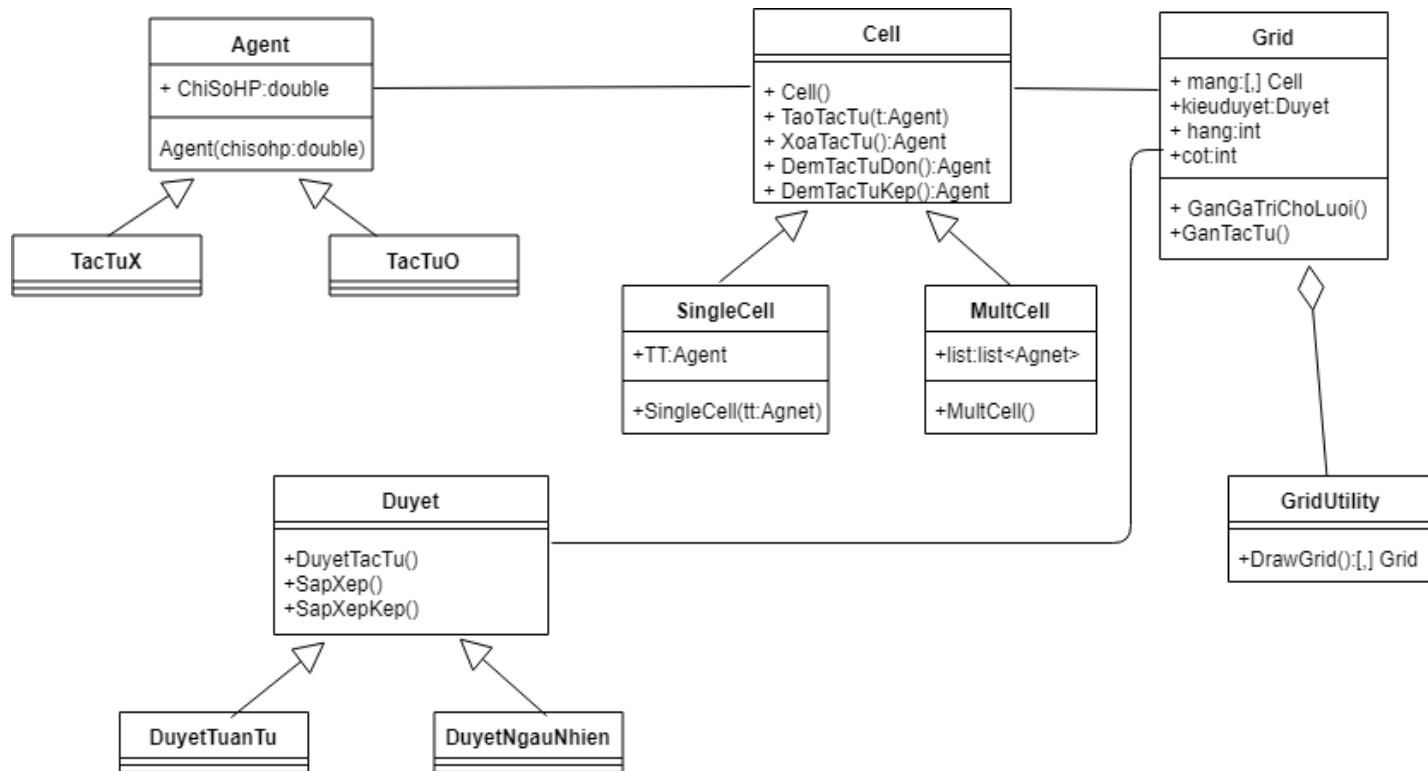 Agent
+ ChiSoHP:double
Agent(chisohp:double)
TacTuX
TacTuO
Cell
+ Cell()
+ TaoTacTu(t:Agent)
+ XoaTacTu():Agent
+ DemTacTuDon():Agent
+ DemTacTuKep():Agent
SingleCell
+TT:Agent
+SingleCell(tt:Agnet)
MultCell
+list:list<Agnet>
+MultCell()
Grid
+ mang:[,] Cell
+kieuduyet:Duyet
+ hang:int
+cot:int
+ GanGaTriChoLuoi()
+GanTacTu()
GridUtility
+DrawGrid():[,] Grid
Duyet
+DuyetTacTu()
+SapXep()
+SapXepKep()
DuyetTuanTu
DuyetNgauNhien